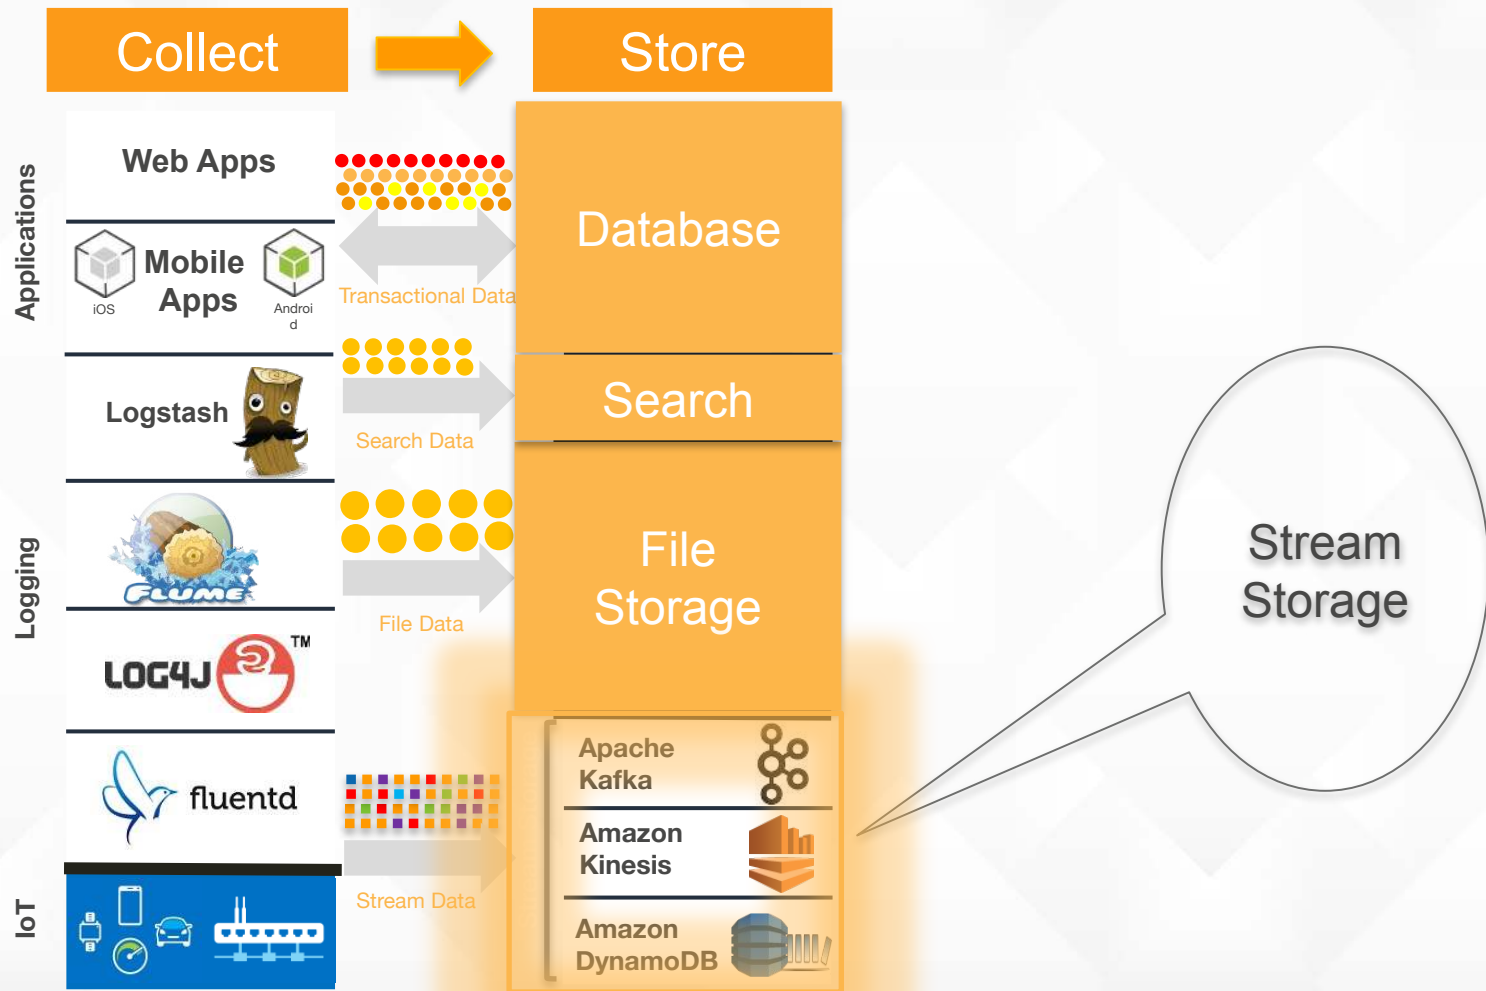 Collect
Store
Applications
Web Apps
Mobile
Apps
iOS
Androi
d
Transactional Data
Database
Logstash
Search Data
Search
Logging
FLUME
File Data
File
Storage
LOG4J
TM
fluentd
Stream Data
IoT
Apache
Kafka
Amazon
Kinesis
Amazon
DynamoDB
Stream
Storage